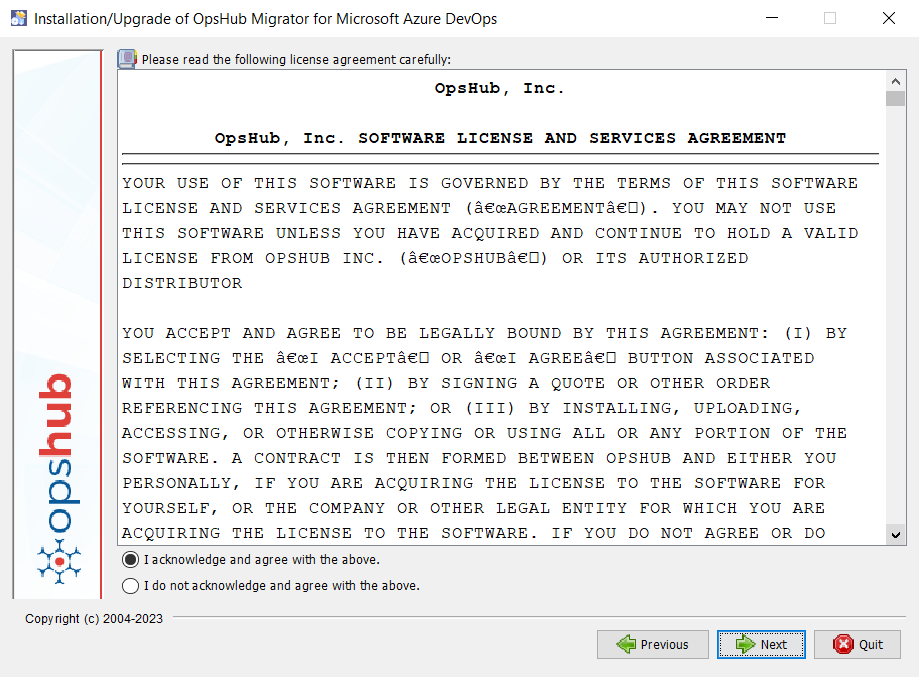 Installation/Upgrade of OpsHub Migrator for Microsoft Azure DevOps
Please read the following license agreement carefully:
OpsHub, Inc.
OpsHub, Inc. SOFTWARE LICENSE AND SERVICES AGREEMENT
YOUR USE OF THIS SOFTWARE IS GOVERNED BY THE TERMS OF THIS SOFTWARE
LICENSE AND SERVICES AGREEMENT (â€œAGREEMENTâ€□). YOU MAY NOT USE
THIS SOFTWARE UNLESS YOU HAVE ACQUIRED AND CONTINUE TO HOLD A VALID
LICENSE FROM OPSHUB INC. (â€œOPSHUBâ€□) OR ITS AUTHORIZED
DISTRIBUTOR
YOU ACCEPT AND AGREE TO BE LEGALLY BOUND BY THIS AGREEMENT: (I) BY
SELECTING THE â€œI ACCEPTâ€□ OR â€œI AGREEâ€□ BUTTON ASSOCIATED
WITH THIS AGREEMENT; (II) BY SIGNING A QUOTE OR OTHER ORDER
REFERENCING THIS AGREEMENT; OR (III) BY INSTALLING, UPLOADING,
ACCESSING, OR OTHERWISE COPYING OR USING ALL OR ANY PORTION OF THE
SOFTWARE. A CONTRACT IS THEN FORMED BETWEEN OPSHUB AND EITHER YOU
PERSONALLY, IF YOU ARE ACQUIRING THE LICENSE TO THE SOFTWARE FOR
YOURSELF, OR THE COMPANY OR OTHER LEGAL ENTITY FOR WHICH YOU ARE
ACQUIRING THE LICENSE TO THE SOFTWARE. IF YOU DO NOT AGREE OR DO
opshub
I acknowledge and agree with the above.
I do not acknowledge and agree with the above.
Copyright (c) 2004-2023
Previous
Next
Quit